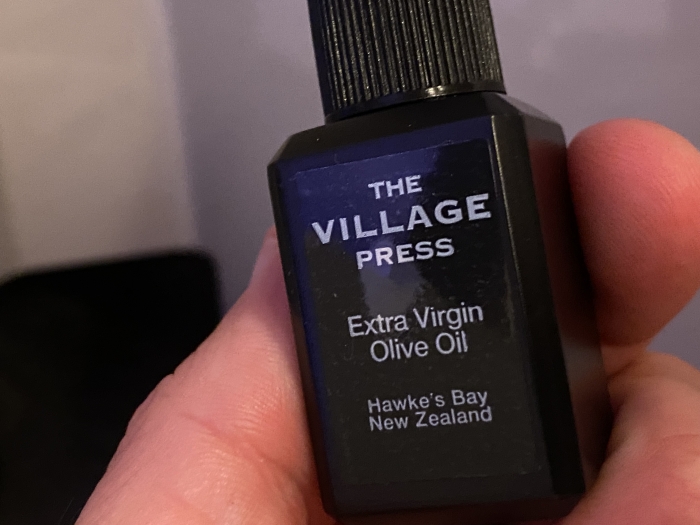 THE
VILLAGE
PRESS
Extra Virgin
Olive Oil
Hawke's Bay
New Zealand